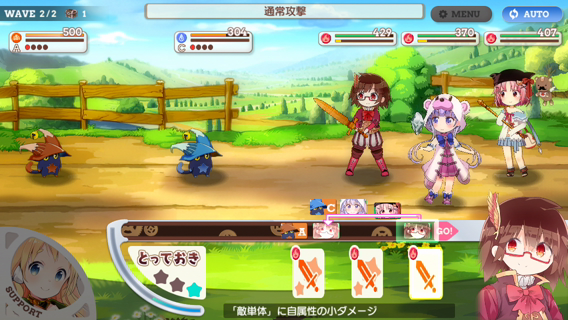 WAVE 2/2 1
通常攻撃
MENU
AUTO
500
A
304
C
429
370
407
C
A
GO!
とっておき
SUPPORT
「敵単体」に自属性の小ダメージ